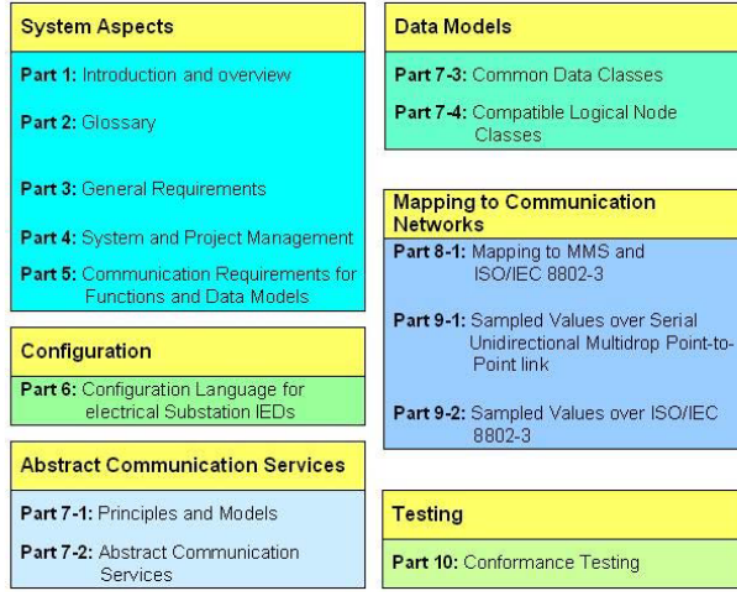 System Aspects
Part 1: Introduction and overview
Part 2: Glossary
Part 3: General Requirements
Part 4: System and Project Management
Part 5: Communication Requirements for
Functions and Data Models
Configuration
Part 6: Configuration Language for
electrical Substation IEDs
Abstract Communication Services
Part 7-1: Principles and Models
Part 7-2: Abstract Communication
Services
Data Models
Part 7-3: Common Data Classes
Part 7-4: Compatible Logical Node
Classes
Mapping to Communication
Networks
Part 8-1: Mapping to MMS and
ISO/IEC 8802-3
Part 9-1: Sampled Values over Serial
Unidirectional Multidrop Point-to-
Point link
Part 9-2: Sampled Values over ISO/IEC
8802-3
Testing
Part 10: Conformance Testing